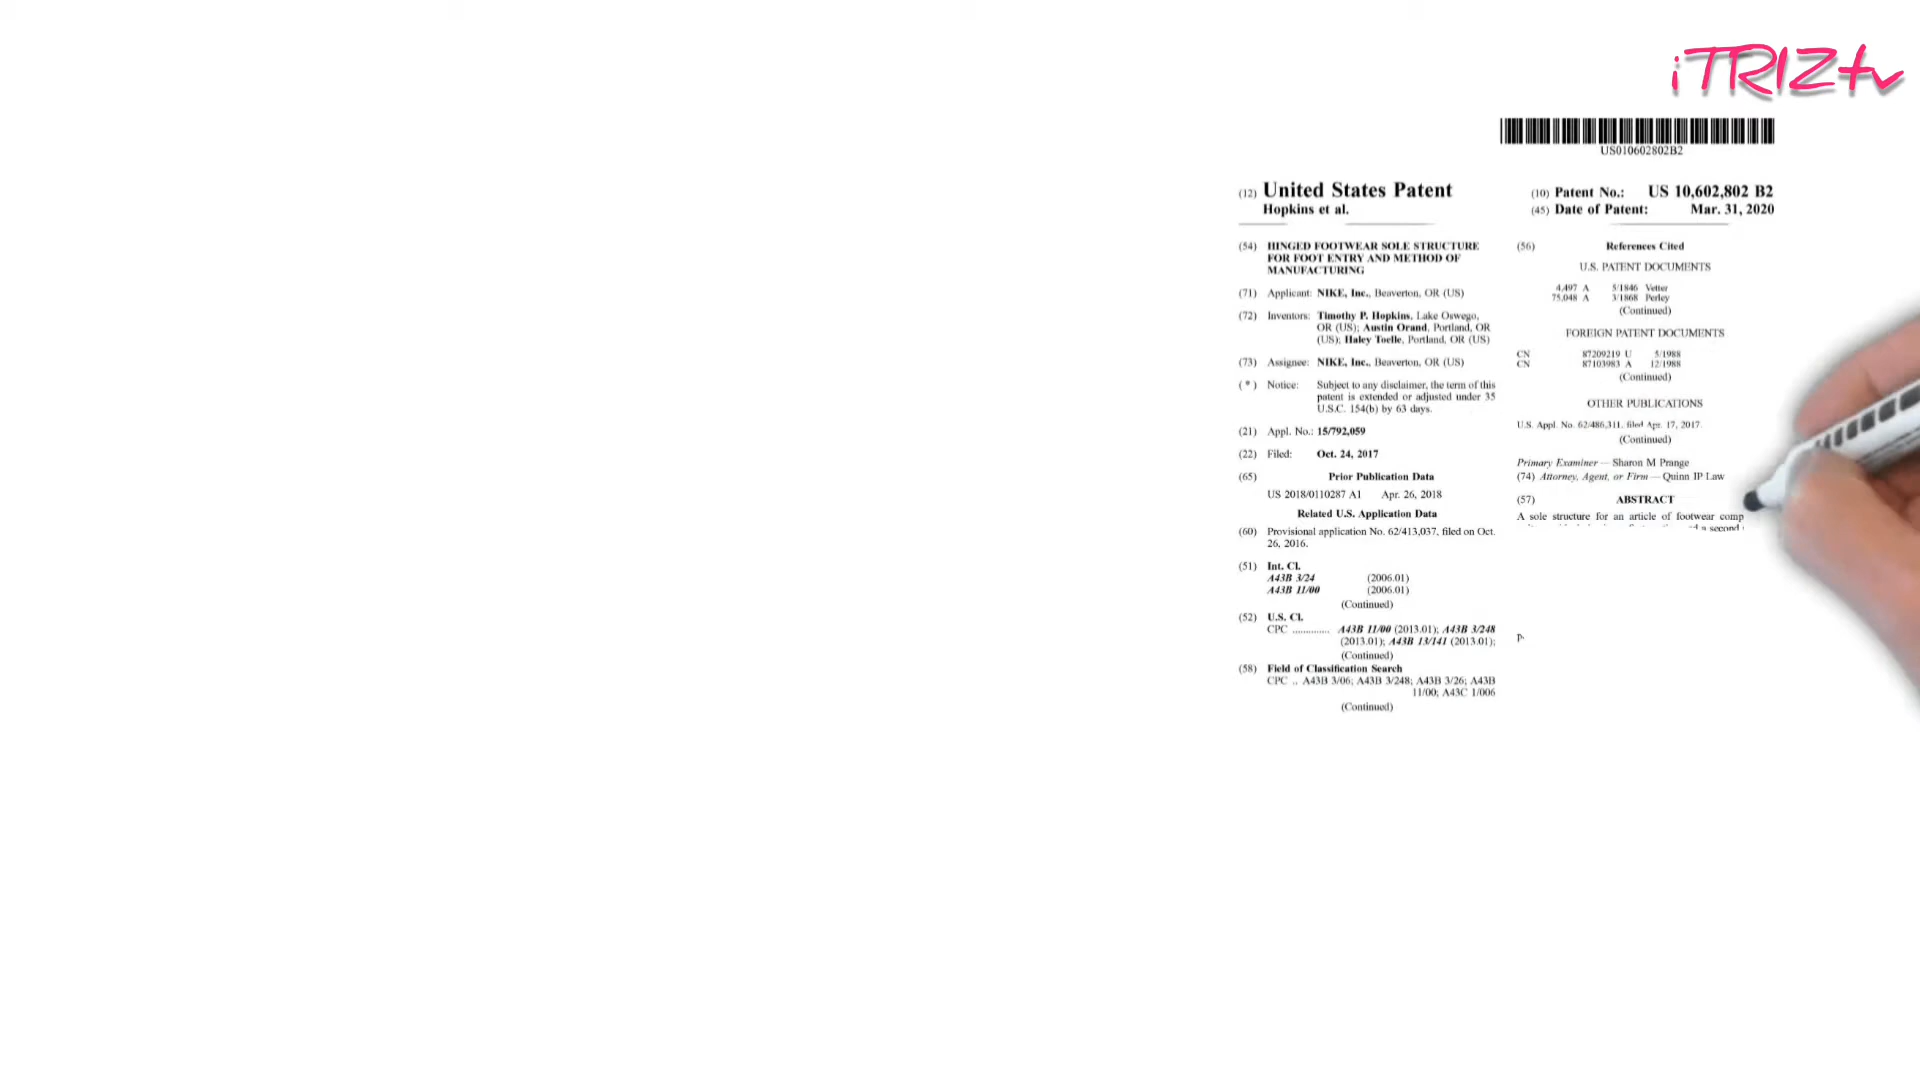 iTRIZtv
US010602802B2
(12) United States Patent
Hopkins et al.
(10) Patent No.: US 10,602,802 B2
(45) Date of Patent: Mar. 31, 2020
(54) HINGED FOOTWEAR SOLE STRUCTURE
FOR FOOT ENTRY AND METHOD OF
MANUFACTURING
(71) Applicant: NIKE, Inc., Beaverton, OR (US)
(72) Inventors: Timothy P. Hopkins, Lake Oswego,
OR (US); Austin Orand, Portland, OR
(US); Haley Toelle, Portland, OR (US)
(73) Assignee: NIKE, Inc., Beaverton, OR (US)
( * ) Notice: Subject to any disclaimer, the term of this
patent is extended or adjusted under 35
U.S.C. 154(b) by 63 days.
(21) Appl. No.: 15/792,059
(22) Filed: Oct. 24, 2017
(65) Prior Publication Data
US 2018/0110287 A1 Apr. 26, 2018
Related U.S. Application Data
(60) Provisional application No. 62/413,037, filed on Oct.
26, 2016.
(51) Int. Cl.
A43B 3/24 (2006.01)
A43B 11/00 (2006.01)
(Continued)
(52) U.S. Cl.
CPC .............. A43B 11/00 (2013.01); A43B 3/248
(2013.01); A43B 13/141 (2013.01);
(Continued)
(58) Field of Classification Search
CPC .. A43B 3/06; A43B 3/248; A43B 3/26; A43B
11/00; A43C 1/006
(Continued)
(56) References Cited
U.S. PATENT DOCUMENTS
4,497 A 5/1846 Vetter
75,048 A 3/1868 Perley
(Continued)
FOREIGN PATENT DOCUMENTS
CN 87209219 U 5/1988
CN 87103983 A 12/1988
(Continued)
OTHER PUBLICATIONS
U.S. Appl. No. 62/486,311, filed Apr. 17, 2017.
(Continued)
Primary Examiner — Sharon M Prange
(74) Attorney, Agent, or Firm — Quinn IP Law
(57) ABSTRACT
A sole structure for an article of footwear comp
second